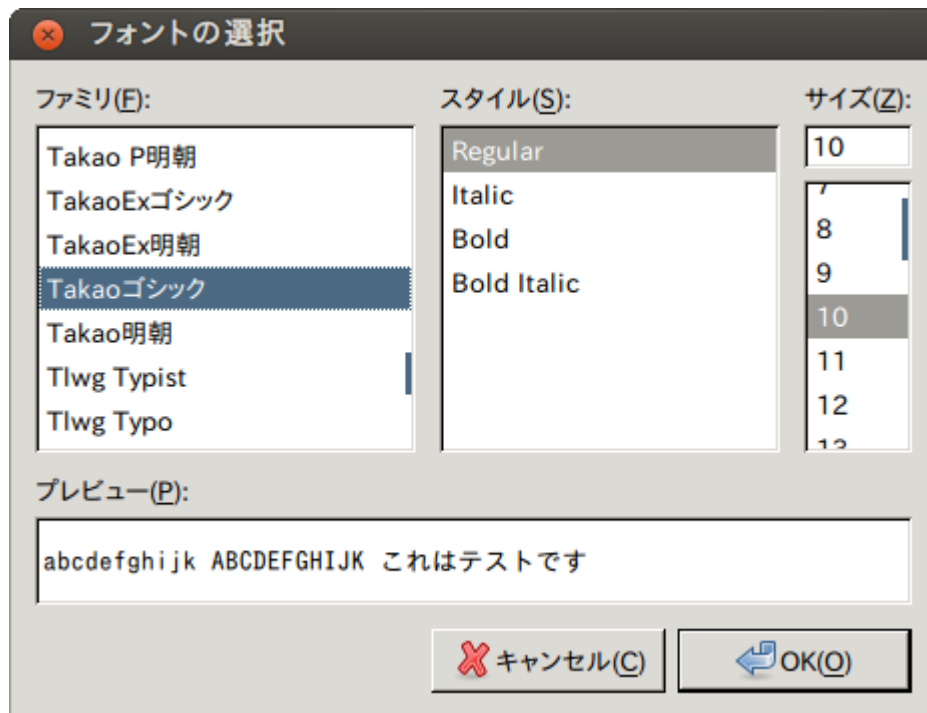 フォントの選択
ファミリ(F):
Takao P明朝
TakaoExゴシック
TakaoEx明朝
Takaoゴシック
Takao明朝
Tlwg Typist
Tlwg Typo
スタイル(S):
Regular
Italic
Bold
Bold Italic
サイズ(Z):
10
8
9
10
11
12
プレビュー(P):
abcdefghijk ABCDEFGHIJK これはテストです
キャンセル(C)
OK(O)